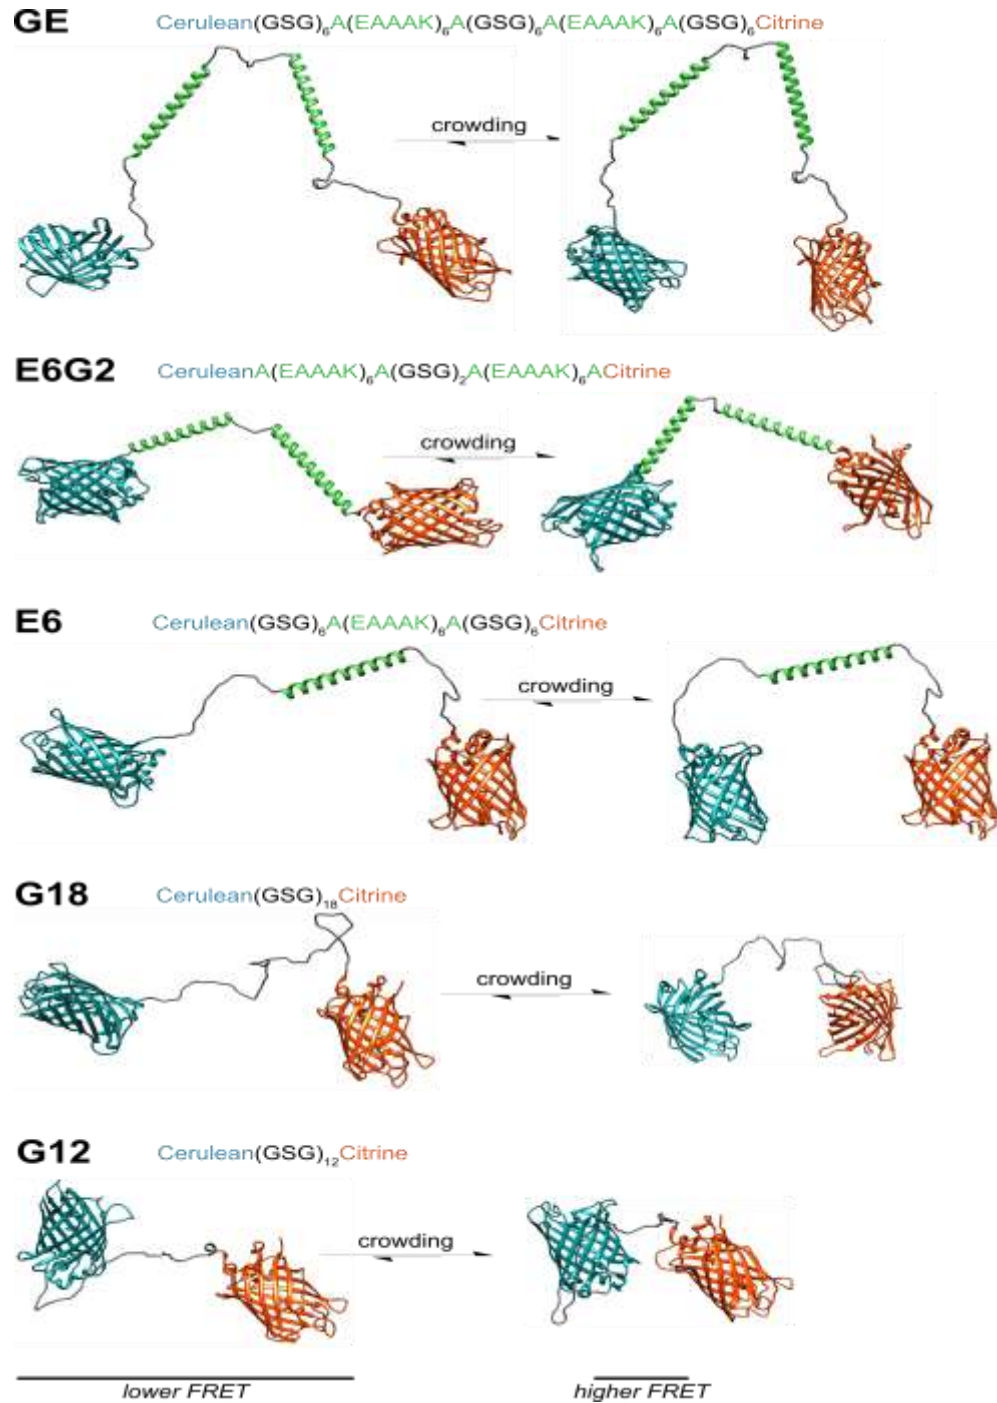 GE Cerulean(GSG)₆A(EAAAK)₆A(GSG)₆A(EAAAK)₆A(GSG)₆Citrine
crowding
E6G2 CeruleanA(EAAAK)₆A(GSG)₂A(EAAAK)₆ACitrine
crowding
E6 Cerulean(GSG)₆A(EAAAK)₆A(GSG)₆Citrine
crowding
G18 Cerulean(GSG)₁₈Citrine
crowding
G12 Cerulean(GSG)₁₂Citrine
crowding
lower FRET higher FRET